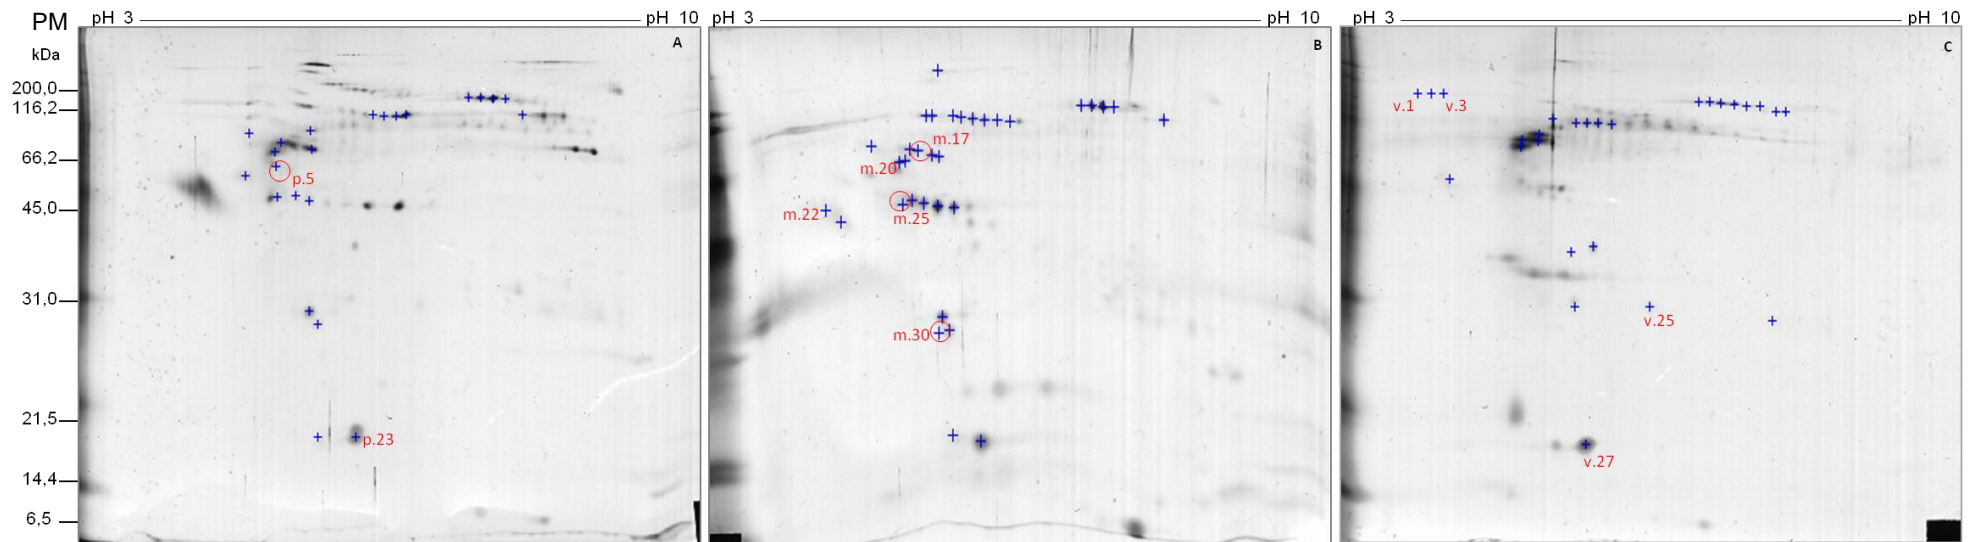 PM
kDa
200,0
116,2
66,2
45,0
31,0
21,5
14,4
6,5
pH 3 pH 10
A
p.5
p.23
pH 3 pH 10
B
m.17
m.20
m.22
m.25
m.30
pH 3 pH 10
C
v.1 v.3
v.25
v.27